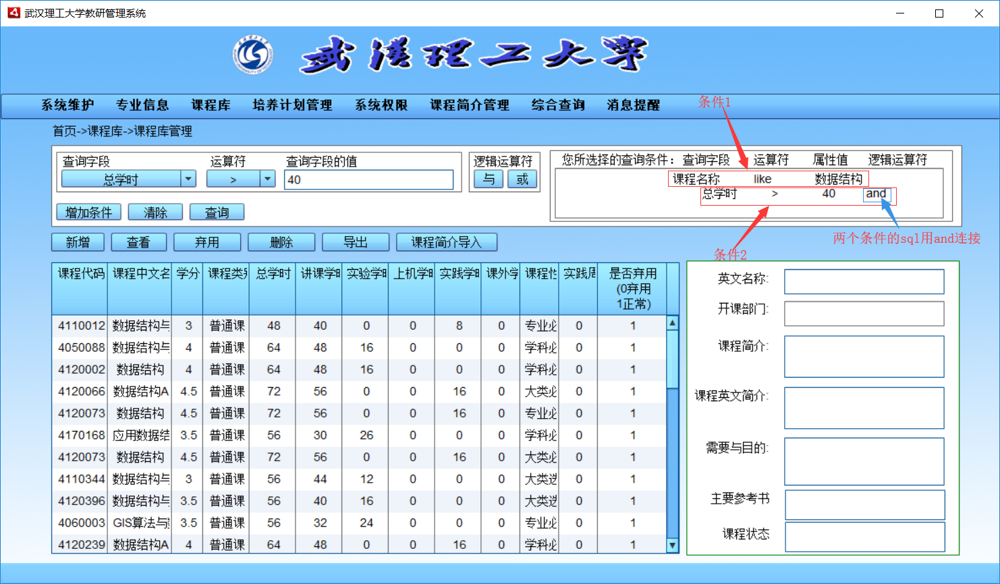 武汉理工大学教研管理系统
武汉理工大学
系统维护 专业信息 课程库 培养计划管理 系统权限 课程简介管理 综合查询 消息提醒
条件1
首页->课程库->课程库管理
查询字段 运算符 查询字段的值 逻辑运算符 您所选择的查询条件: 查询字段 运算符 属性值 逻辑运算符
总学时 > 40 与 或
课程名称 like 数据结构
总学时 > 40 and
增加条件 清除 查询
两个条件的sql用and连接
条件2
新增 查看 弃用 删除 导出 课程简介导入
课程代码 课程中文名 学分 课程类别 总学时 讲课学时 实验学时 上机学时 实践学时 课外学 课程性 实践周 是否弃用
(0弃用
1正常)
4110012 数据结构与 3 普通课 48 40 0 0 8 0 专业必 0 1
4050088 数据结构与 4 普通课 64 48 16 0 0 0 学科必 0 1
4120002 数据结构 4 普通课 64 48 16 0 0 0 学科必 0 1
4120066 数据结构A 4.5 普通课 72 56 0 0 16 0 大类必 0 1
4120073 数据结构 4.5 普通课 72 56 0 0 16 0 专业必 0 1
4170168 应用数据结 3.5 普通课 56 30 26 0 0 0 学科必 0 1
4120073 数据结构 4.5 普通课 72 56 0 0 16 0 大类必 0 1
4110344 数据结构与 3 普通课 56 44 12 0 0 0 大类选 0 1
4120396 数据结构与 3.5 普通课 56 40 16 0 0 0 大类选 0 1
4060003 GIS算法与 3.5 普通课 56 32 24 0 0 0 专业必 0 1
4120239 数据结构A 4 普通课 64 48 0 0 16 0 学科必 0 1
英文名称:
开课部门:
课程简介:
课程英文简介:
需要与目的:
主要参考书
课程状态